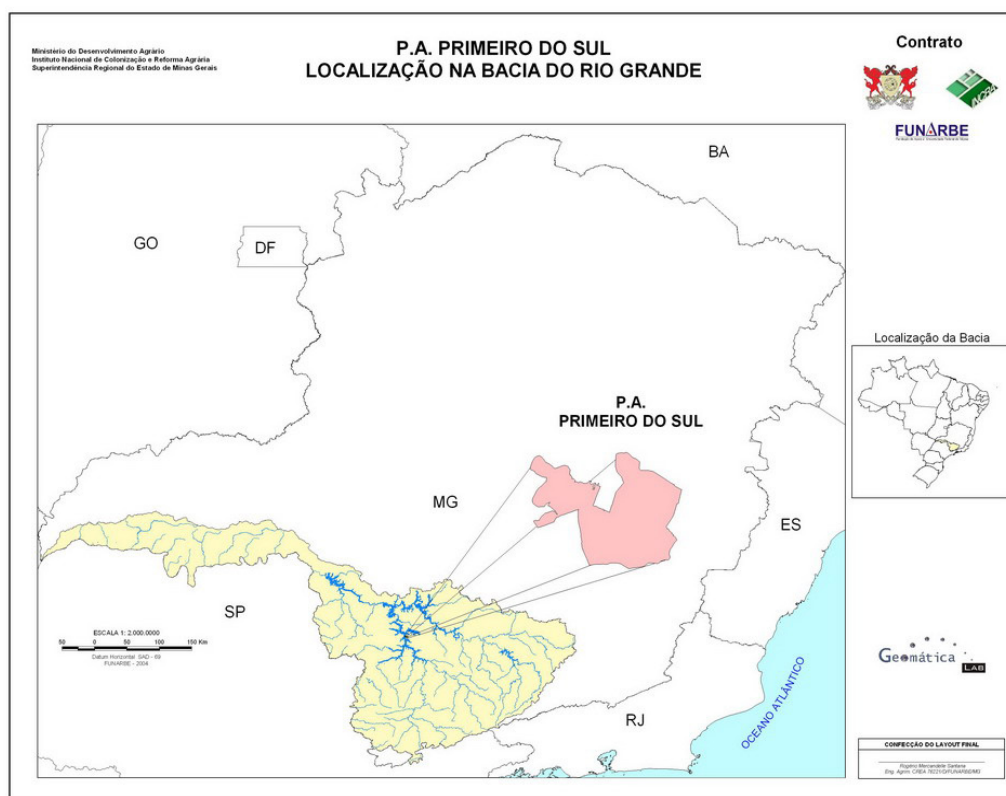 Ministério do Desenvolvimento Agrário
Instituto Nacional de Colonização e Reforma Agrária
Superintendência Regional do Estado de Minas Gerais
P.A. PRIMEIRO DO SUL
LOCALIZAÇÃO NA BACIA DO RIO GRANDE
Contrato
INCRA
FUNARBE
BA
GO
DF
Localização da Bacia
P.A.
PRIMEIRO DO SUL
MG
ES
SP
ESCALA 1: 2.000.0000
50 0 50 100 150 Km
Datum Horizontal SAD - 69
FUNARBE - 2004
RJ
OCEANO ATLÂNTICO
Geomática
LAB
CONFECÇÃO DO LAYOUT FINAL